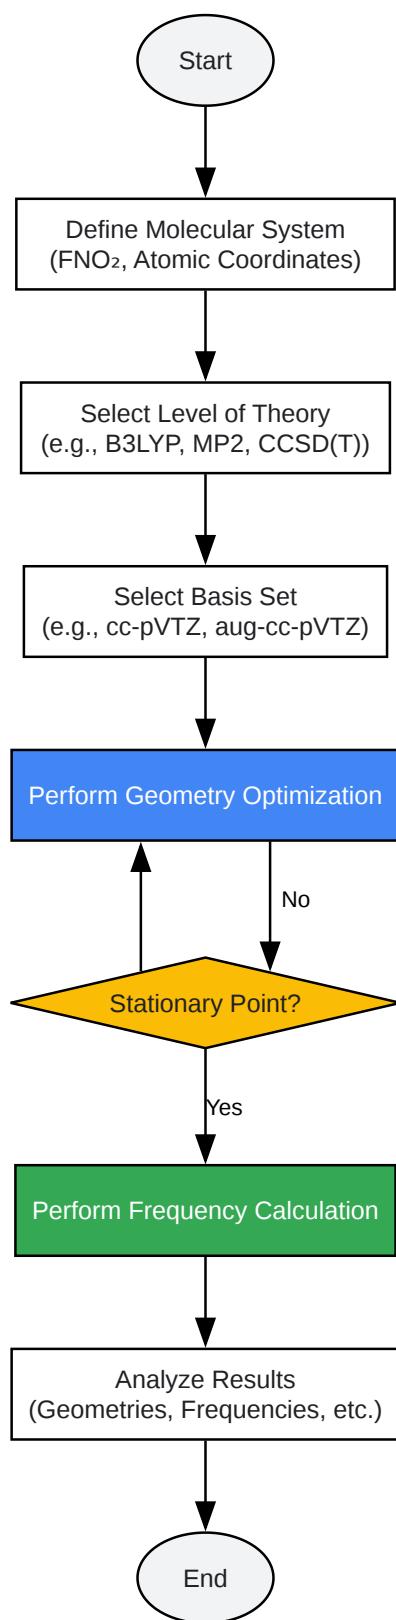 Start
Define Molecular System
(FNO₂, Atomic Coordinates)
Select Level of Theory
(e.g., B3LYP, MP2, CCSD(T))
Select Basis Set
(e.g., cc-pVTZ, aug-cc-pVTZ)
Perform Geometry Optimization
No
Stationary Point?
Yes
Perform Frequency Calculation
Analyze Results
(Geometries, Frequencies, etc.)
End